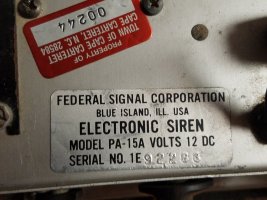 PROPERTY OF
TOWN OF CAPE CARTERET
CAPE CARTERET, N.C. 28584
00244
FEDERAL SIGNAL CORPORATION
BLUE ISLAND, ILL. USA
ELECTRONIC SIREN
MODEL PA-15A VOLTS 12 DC
SERIAL NO. 1E